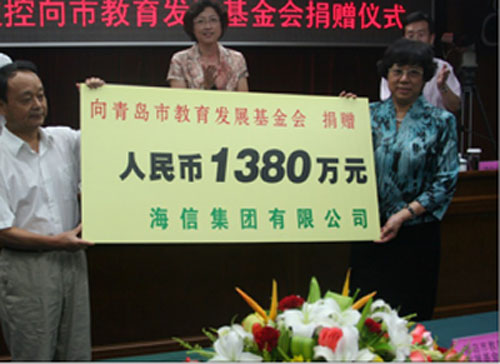 控向市教育发展基金会捐赠仪式
向青岛市教育发展基金会 捐赠
人民币1380万元
海信集团有限公司